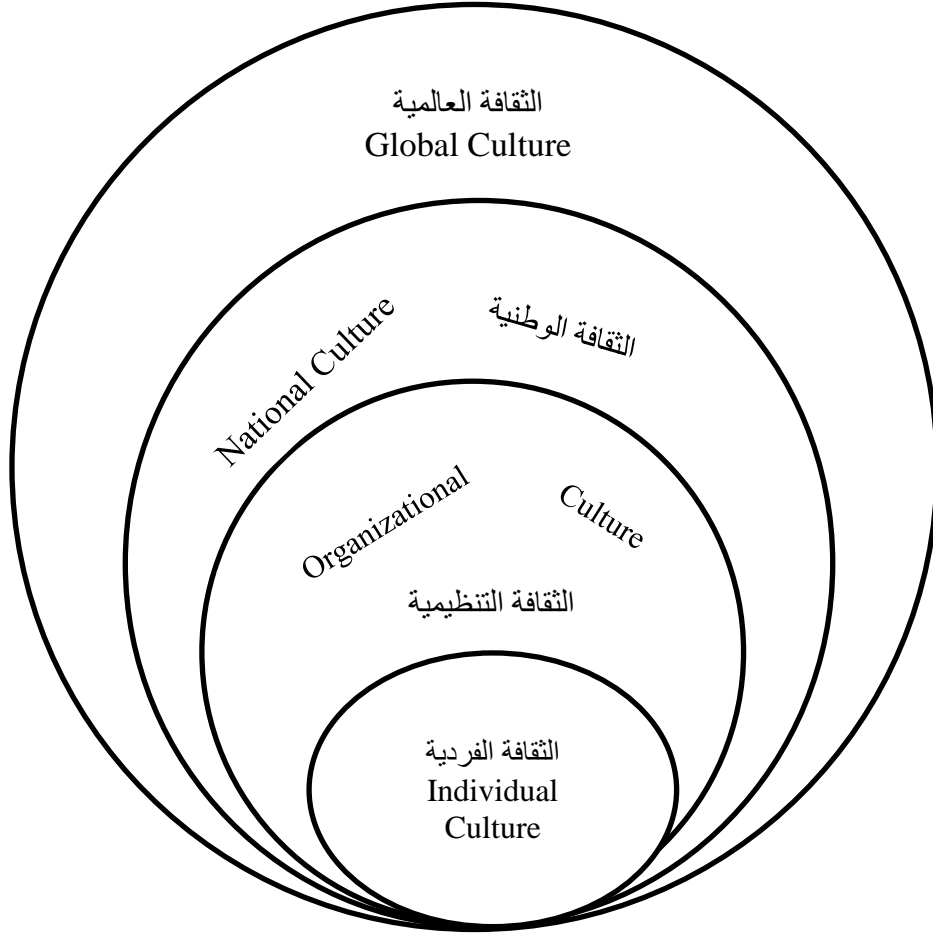 الثقافة العالمية
Global Culture
National Culture
الثقافة الوطنية
Organizational Culture
الثقافة التنظيمية
الثقافة الفردية
Individual
Culture